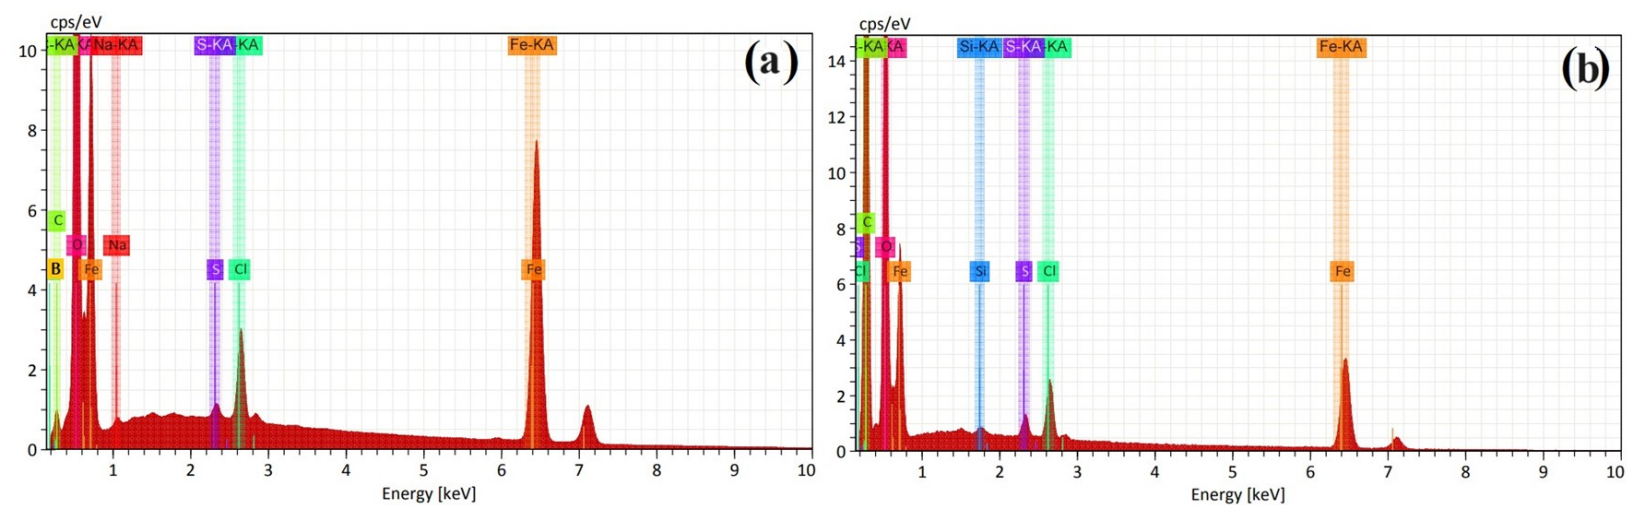 cps/eV
-KA KA Na-KA S-KA -KA Fe-KA
(a)
10
8
6
4
2
0
C
O Na
B Fe S Cl Fe
1 2 3 4 5 6 7 8 9 10
Energy [keV]
cps/eV
-KA KA Si-KA S-KA -KA Fe-KA
(b)
14
12
10
8
6
4
2
0
C
S O
Cl Fe Si S Cl Fe
1 2 3 4 5 6 7 8 9 10
Energy [keV]